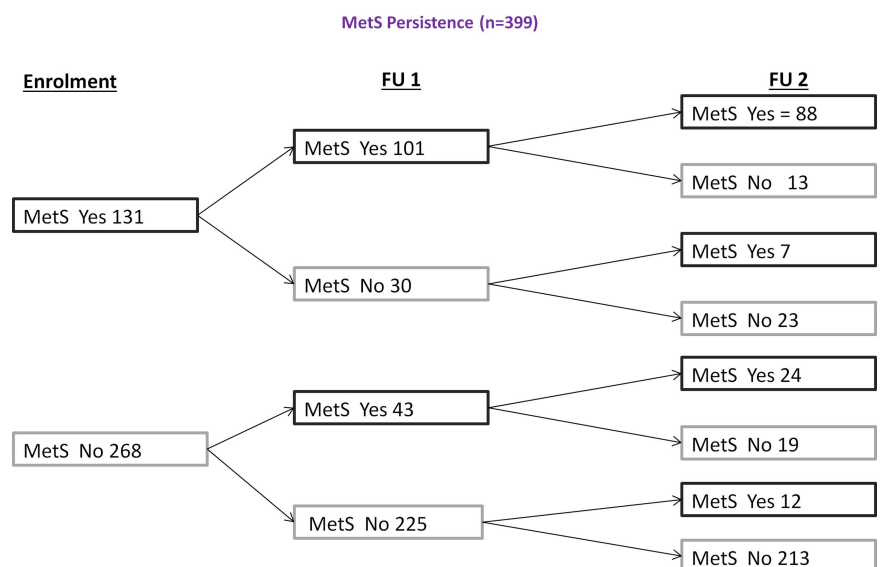 MetS Persistence (n=399)
Enrolment
FU 1
FU 2
MetS Yes = 88
MetS Yes 101
MetS No 13
MetS Yes 131
MetS Yes 7
MetS No 30
MetS No 23
MetS Yes 24
MetS Yes 43
MetS No 268
MetS No 19
MetS Yes 12
MetS No 225
MetS No 213